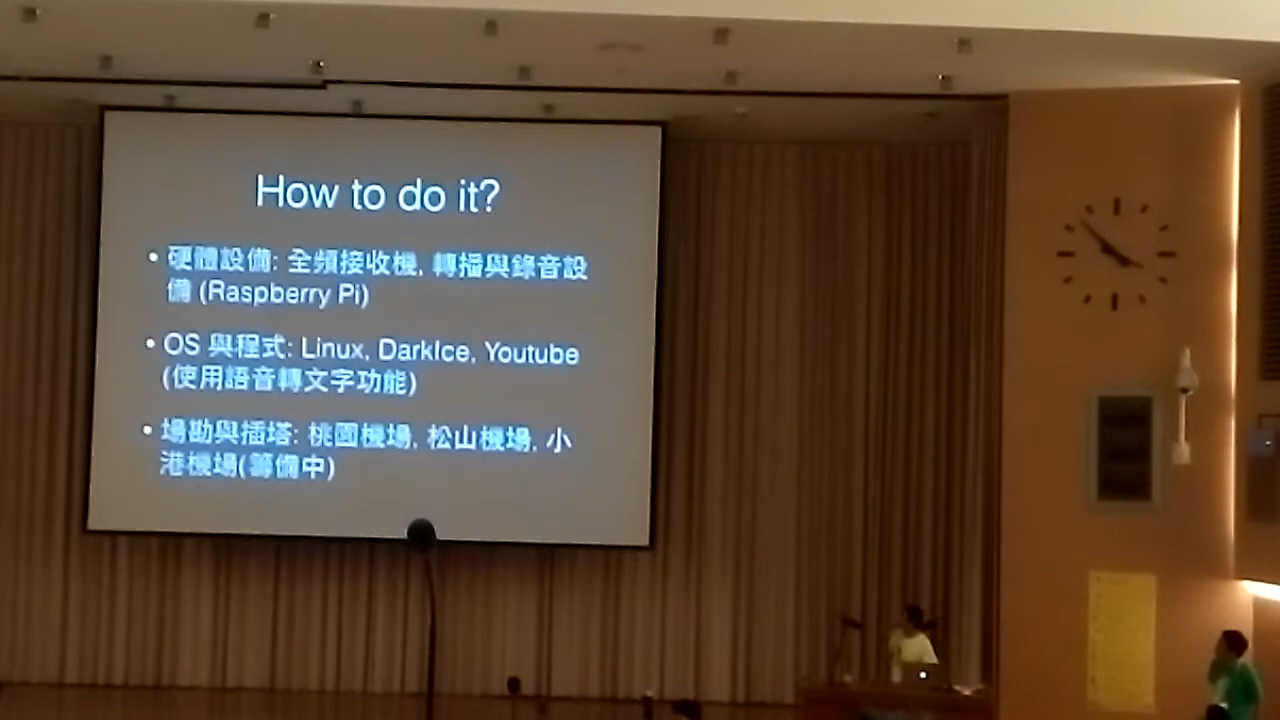 How to do it?
• 硬體設備: 全頻接收機, 轉播與錄音設
備 (Raspberry Pi)
• OS 與程式: Linux, DarkIce, Youtube
(使用語音轉文字功能)
• 場勘與插塔: 桃園機場, 松山機場, 小
港機場(籌備中)